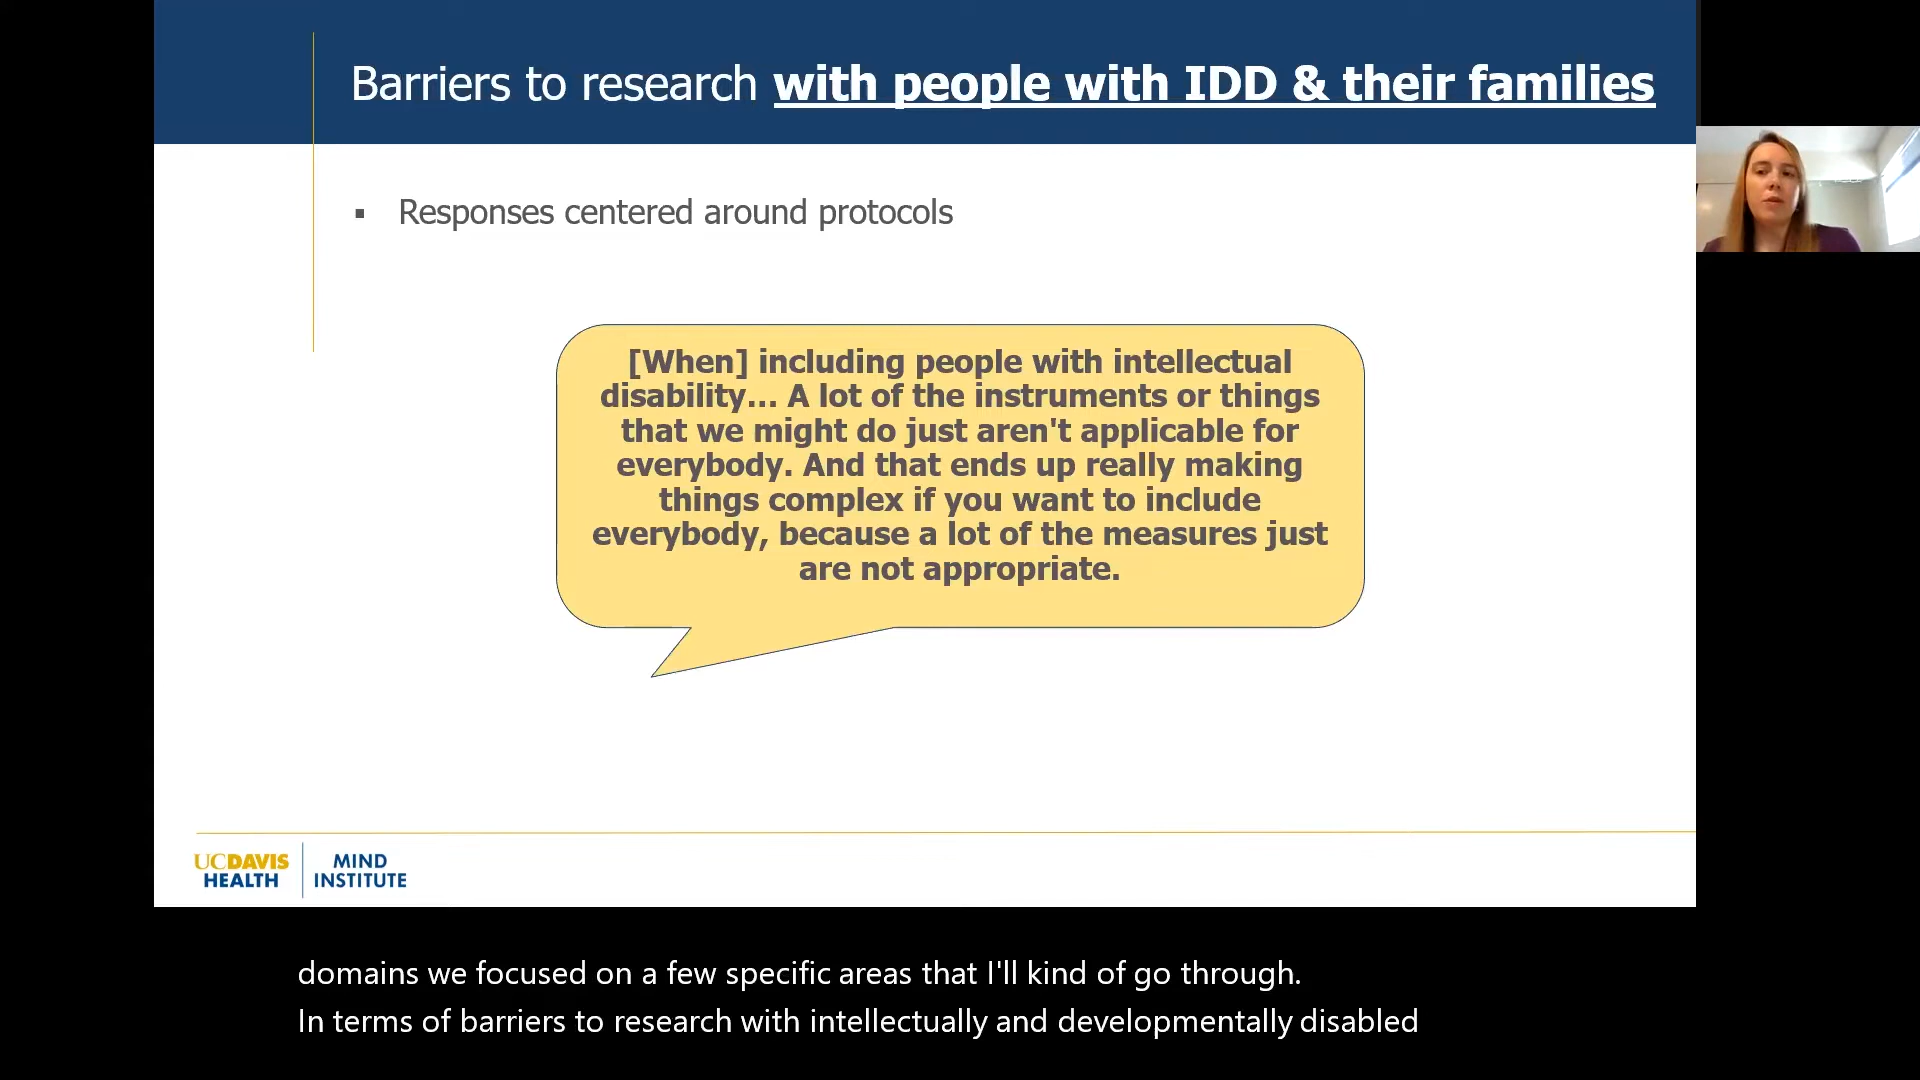 Barriers to research with people with IDD & their families
▪ Responses centered around protocols
[When] including people with intellectual
disability... A lot of the instruments or things
that we might do just aren't applicable for
everybody. And that ends up really making
things complex if you want to include
everybody, because a lot of the measures just
are not appropriate.
UCDAVIS
HEALTH
MIND
INSTITUTE
domains we focused on a few specific areas that I'll kind of go through.
In terms of barriers to research with intellectually and developmentally disabled